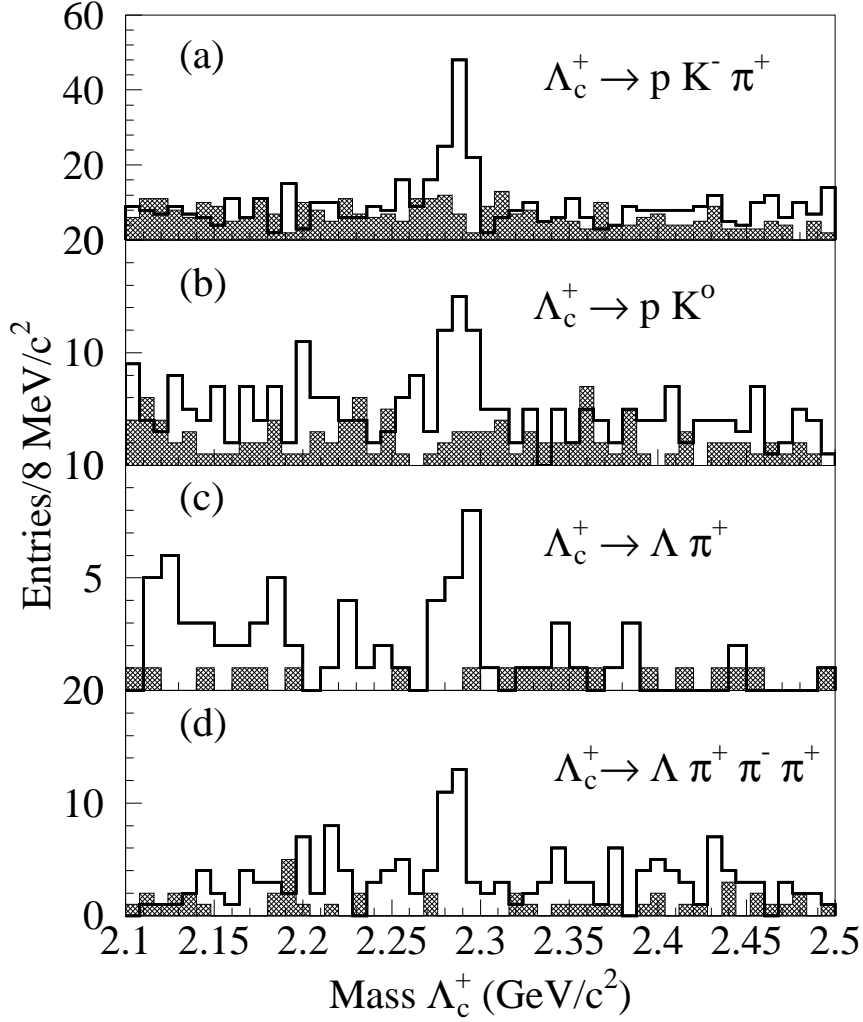 Entries/8 MeV/c²
60
(a)
Λc⁺ → p K⁻ π⁺
40
20
20
(b)
Λc⁺ → p K⁰
10
10
(c)
Λc⁺ → Λ π⁺
5
20
(d)
Λc⁺ → Λ π⁺ π⁻ π⁺
10
0
2.1 2.15 2.2 2.25 2.3 2.35 2.4 2.45 2.5
Mass Λc⁺ (GeV/c²)